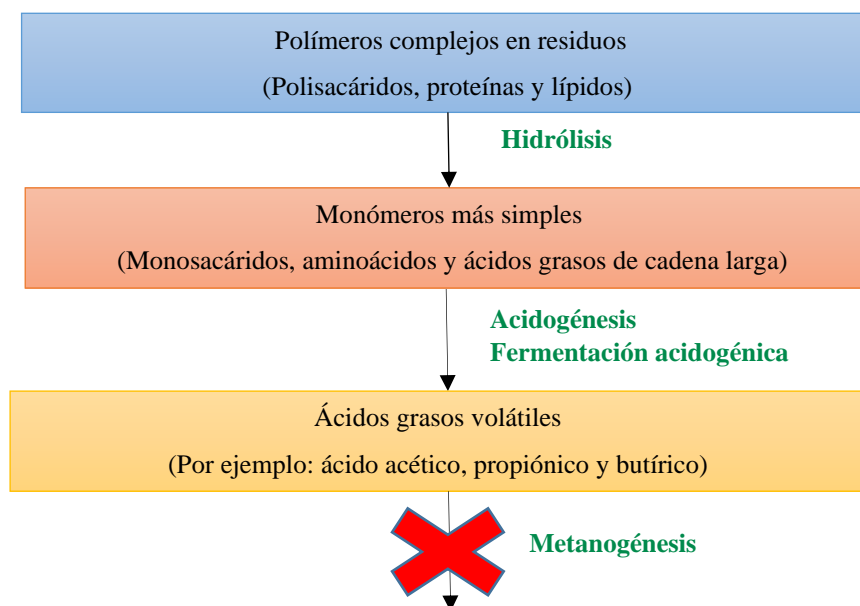 Polímeros complejos en residuos
(Polisacáridos, proteínas y lípidos)
Hidrólisis
Monómeros más simples
(Monosacáridos, aminoácidos y ácidos grasos de cadena larga)
Acidogénesis
Fermentación acidogénica
Ácidos grasos volátiles
(Por ejemplo: ácido acético, propiónico y butírico)
Metanogénesis